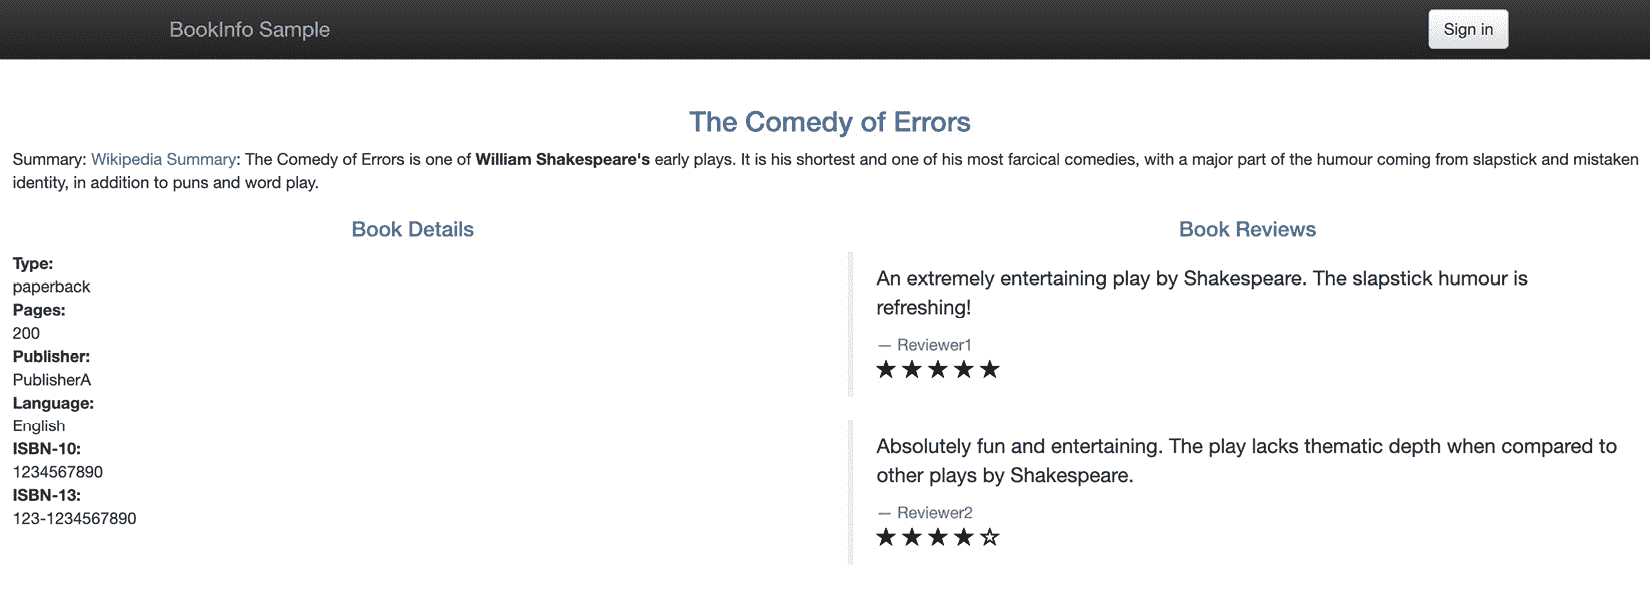 BookInfo Sample
Sign in
The Comedy of Errors
Summary: Wikipedia Summary: The Comedy of Errors is one of William Shakespeare's early plays. It is his shortest and one of his most farcical comedies, with a major part of the humour coming from slapstick and mistaken
identity, in addition to puns and word play.
Book Details
Type:
paperback
Pages:
200
Publisher:
PublisherA
Language:
English
ISBN-10:
1234567890
ISBN-13:
123-1234567890
Book Reviews
An extremely entertaining play by Shakespeare. The slapstick humour is
refreshing!
— Reviewer1
★★★★★
Absolutely fun and entertaining. The play lacks thematic depth when compared to
other plays by Shakespeare.
— Reviewer2
★★★★☆